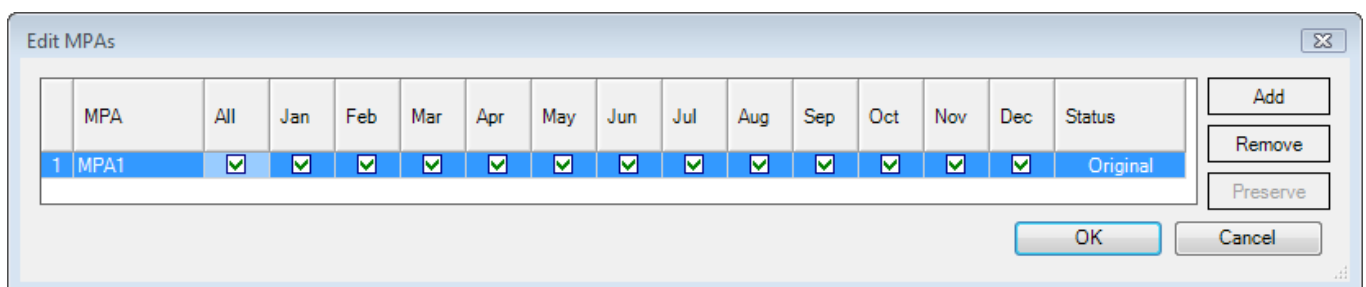 Edit MPAs
MPA All Jan Feb Mar Apr May Jun Jul Aug Sep Oct Nov Dec Status
1 MPA1 Original
Add
Remove
Preserve
OK Cancel